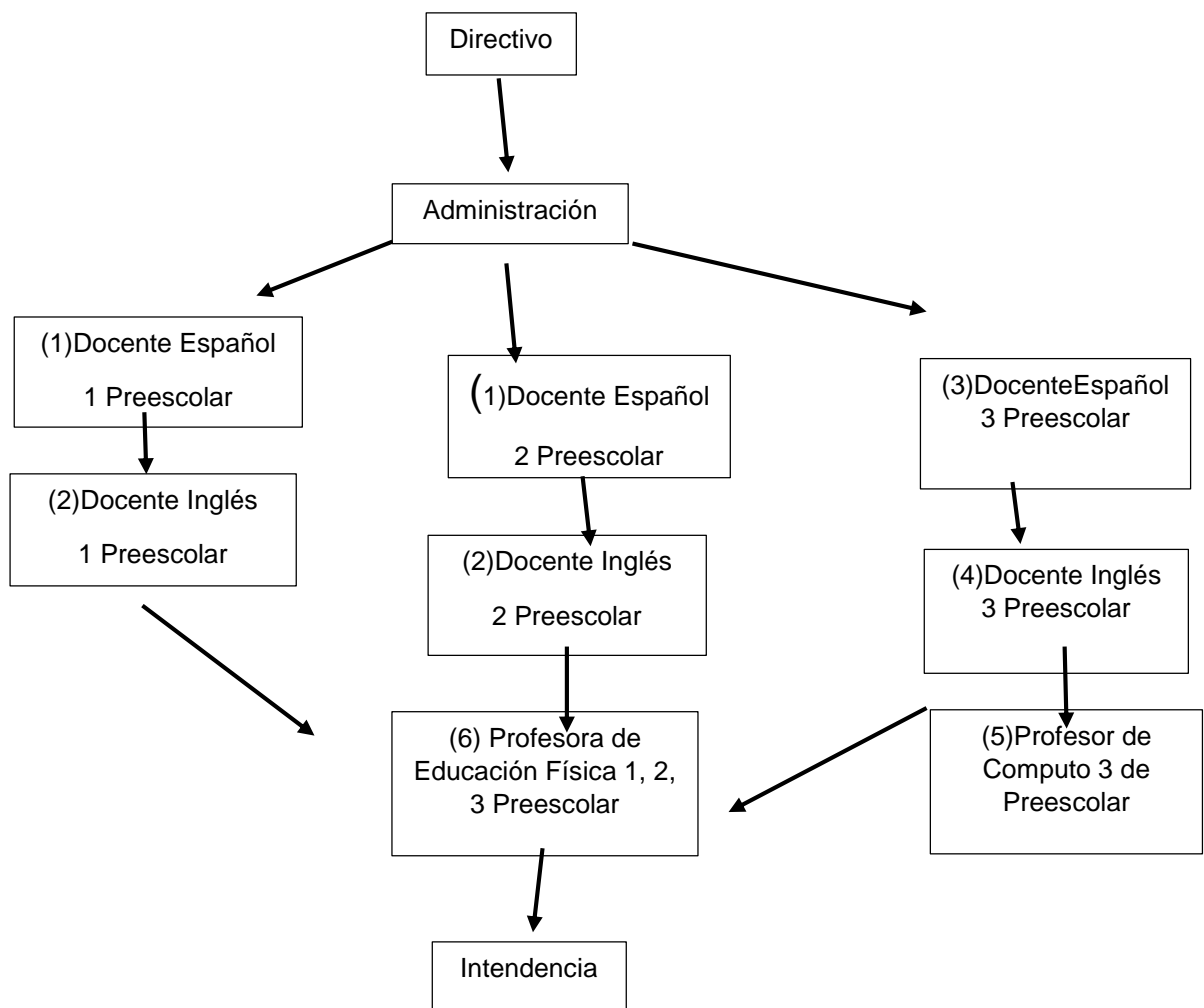 Directivo
Administración
(1)Docente Español
1 Preescolar
(1)Docente Español
2 Preescolar
(3)DocenteEspañol
3 Preescolar
(2)Docente Inglés
1 Preescolar
(2)Docente Inglés
2 Preescolar
(4)Docente Inglés
3 Preescolar
(6) Profesora de
Educación Física 1, 2,
3 Preescolar
(5)Profesor de
Computo 3 de
Preescolar
Intendencia